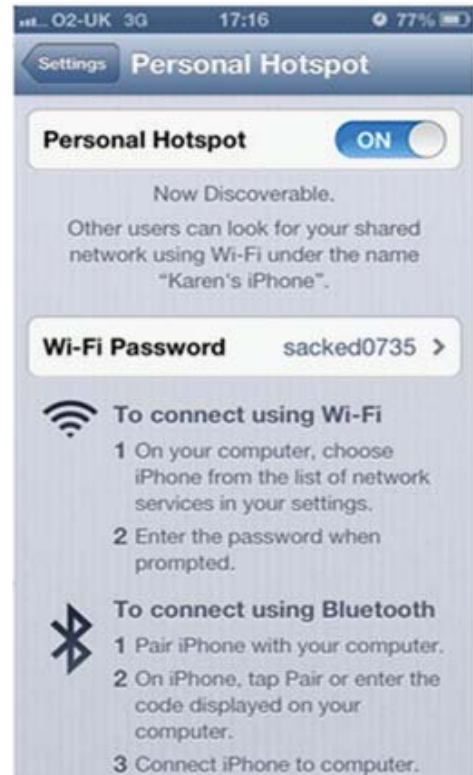 O2-UK 3G 17:16 77%
Settings Personal Hotspot
Personal Hotspot ON
Now Discoverable.
Other users can look for your shared
network using Wi-Fi under the name
"Karen's iPhone".
Wi-Fi Password sacked0735 >
To connect using Wi-Fi
1 On your computer, choose
iPhone from the list of network
services in your settings.
2 Enter the password when
prompted.
To connect using Bluetooth
1 Pair iPhone with your computer.
2 On iPhone, tap Pair or enter the
code displayed on your
computer.
3 Connect iPhone to computer.